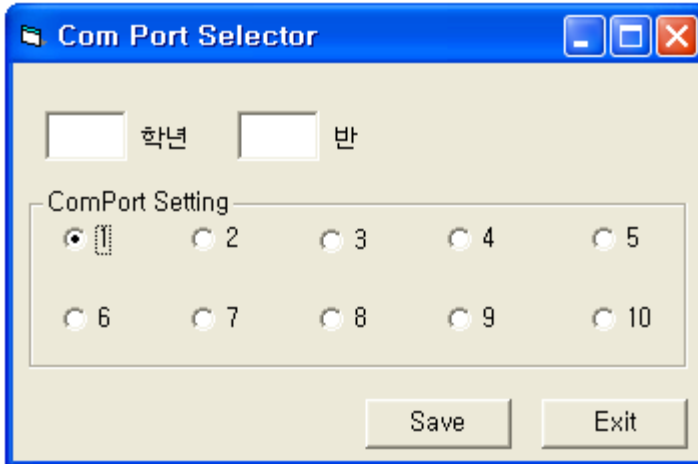 Com Port Selector
학년 반
ComPort Setting
1 2 3 4 5
6 7 8 9 10
Save Exit